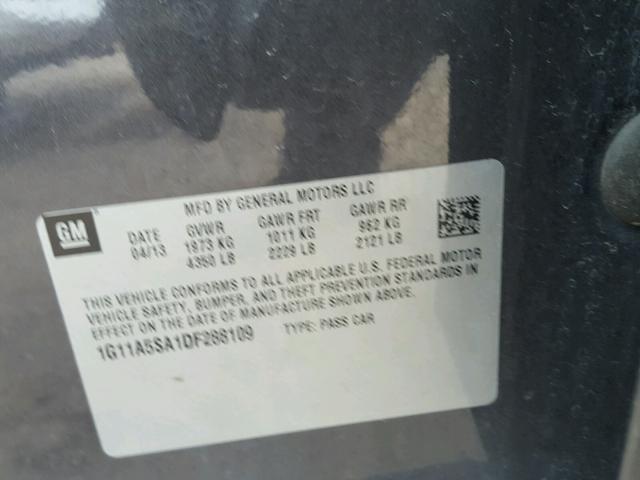 GM
MFD BY GENERAL MOTORS LLC
DATE GVWR GAWR FRT GAWR RR
04/13 1973 KG 1011 KG 962 KG
4350 LB 2229 LB 2121 LB
THIS VEHICLE CONFORMS TO ALL APPLICABLE U.S. FEDERAL MOTOR
VEHICLE SAFETY, BUMPER, AND THEFT PREVENTION STANDARDS IN
EFFECT ON THE DATE OF MANUFACTURE SHOWN ABOVE.
1G11A5SA1DF288109 TYPE: PASS CAR